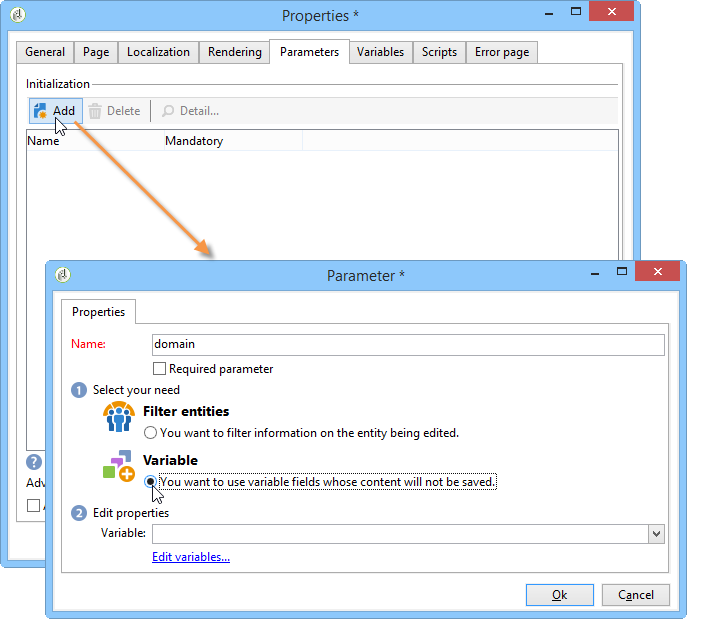 Properties *
General Page Localization Rendering Parameters Variables Scripts Error page
Initialization
Add Delete Detail...
Name Mandatory
Parameter *
Properties
Name: domain
Required parameter
1 Select your need
Filter entities
You want to filter information on the entity being edited.
Variable
You want to use variable fields whose content will not be saved.
2 Edit properties
Variable:
Edit variables...
Ok Cancel
?